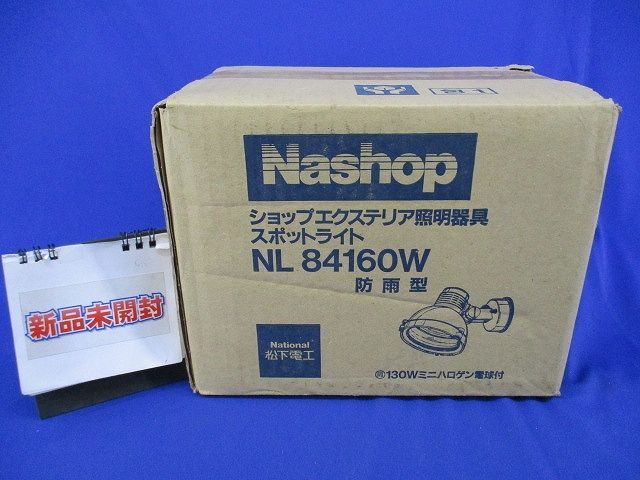 Nashop
ショップエクステリア照明器具
スポットライト
NL 84160W
防雨型
National
松下電工
130Wミニハロゲン電球付
新品未開封